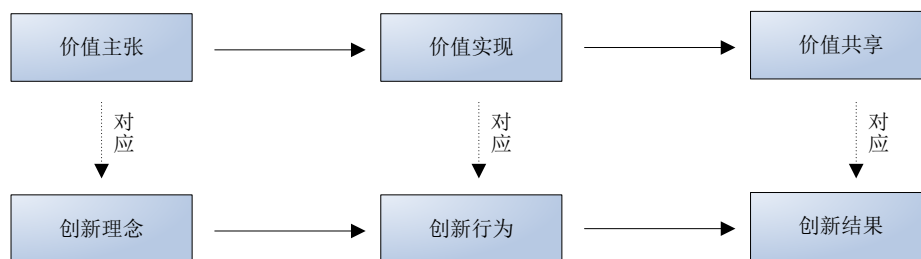 价值主张
价值实现
价值共享
对应
对应
对应
创新理念
创新行为
创新结果